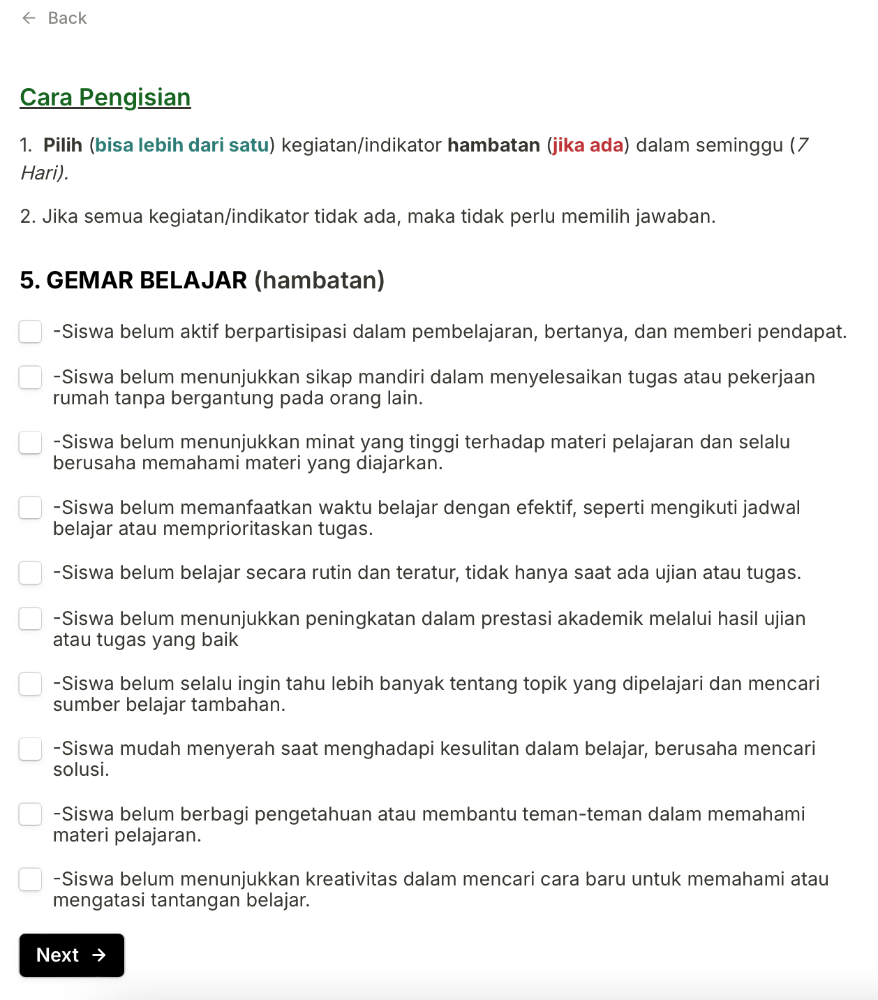 ← Back
Cara Pengisian
1. Pilih (bisa lebih dari satu) kegiatan/indikator hambatan (jika ada) dalam seminggu (7
Hari).
2. Jika semua kegiatan/indikator tidak ada, maka tidak perlu memilih jawaban.
5. GEMAR BELAJAR (hambatan)
-Siswa belum aktif berpartisipasi dalam pembelajaran, bertanya, dan memberi pendapat.
-Siswa belum menunjukkan sikap mandiri dalam menyelesaikan tugas atau pekerjaan
rumah tanpa bergantung pada orang lain.
-Siswa belum menunjukkan minat yang tinggi terhadap materi pelajaran dan selalu
berusaha memahami materi yang diajarkan.
-Siswa belum memanfaatkan waktu belajar dengan efektif, seperti mengikuti jadwal
belajar atau memprioritaskan tugas.
-Siswa belum belajar secara rutin dan teratur, tidak hanya saat ada ujian atau tugas.
-Siswa belum menunjukkan peningkatan dalam prestasi akademik melalui hasil ujian
atau tugas yang baik
-Siswa belum selalu ingin tahu lebih banyak tentang topik yang dipelajari dan mencari
sumber belajar tambahan.
-Siswa mudah menyerah saat menghadapi kesulitan dalam belajar, berusaha mencari
solusi.
-Siswa belum berbagi pengetahuan atau membantu teman-teman dalam memahami
materi pelajaran.
-Siswa belum menunjukkan kreativitas dalam mencari cara baru untuk memahami atau
mengatasi tantangan belajar.
Next →